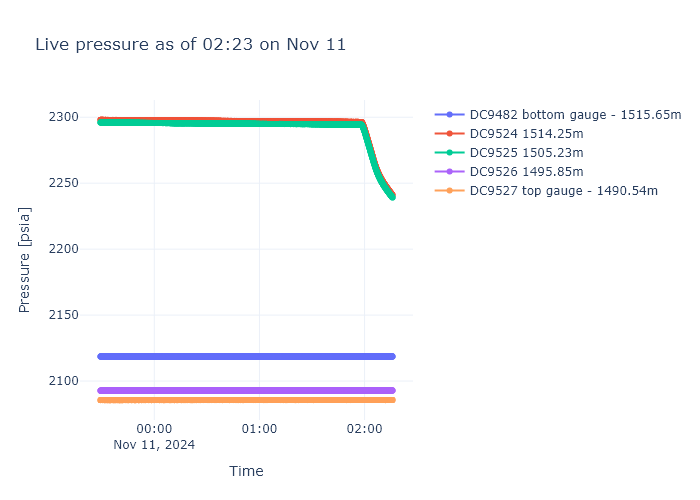 Live pressure as of 02:23 on Nov 11
DC9482 bottom gauge - 1515.65m
DC9524 1514.25m
DC9525 1505.23m
DC9526 1495.85m
DC9527 top gauge - 1490.54m
Pressure [psia]
2300
2250
2200
2150
2100
00:00
Nov 11, 2024
01:00
02:00
Time